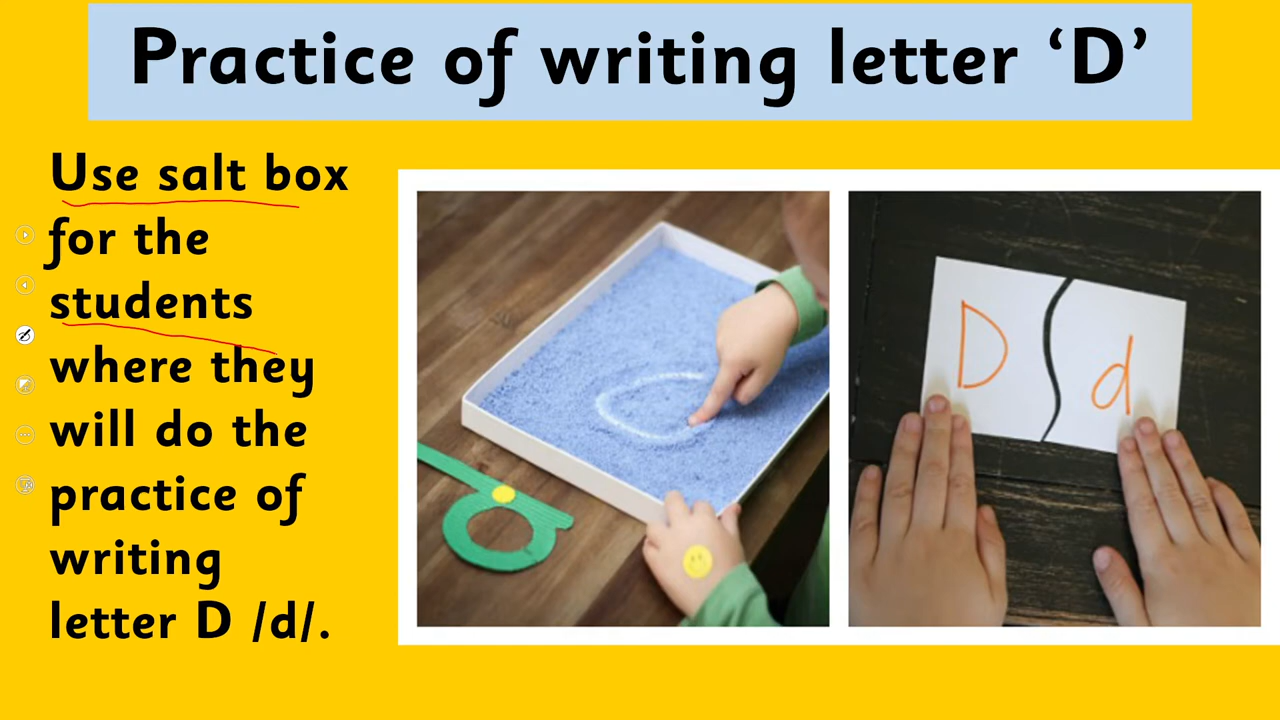 Practice of writing letter ‘D’
Use salt box
for the
students
where they
will do the
practice of
writing
letter D /d/.
D d